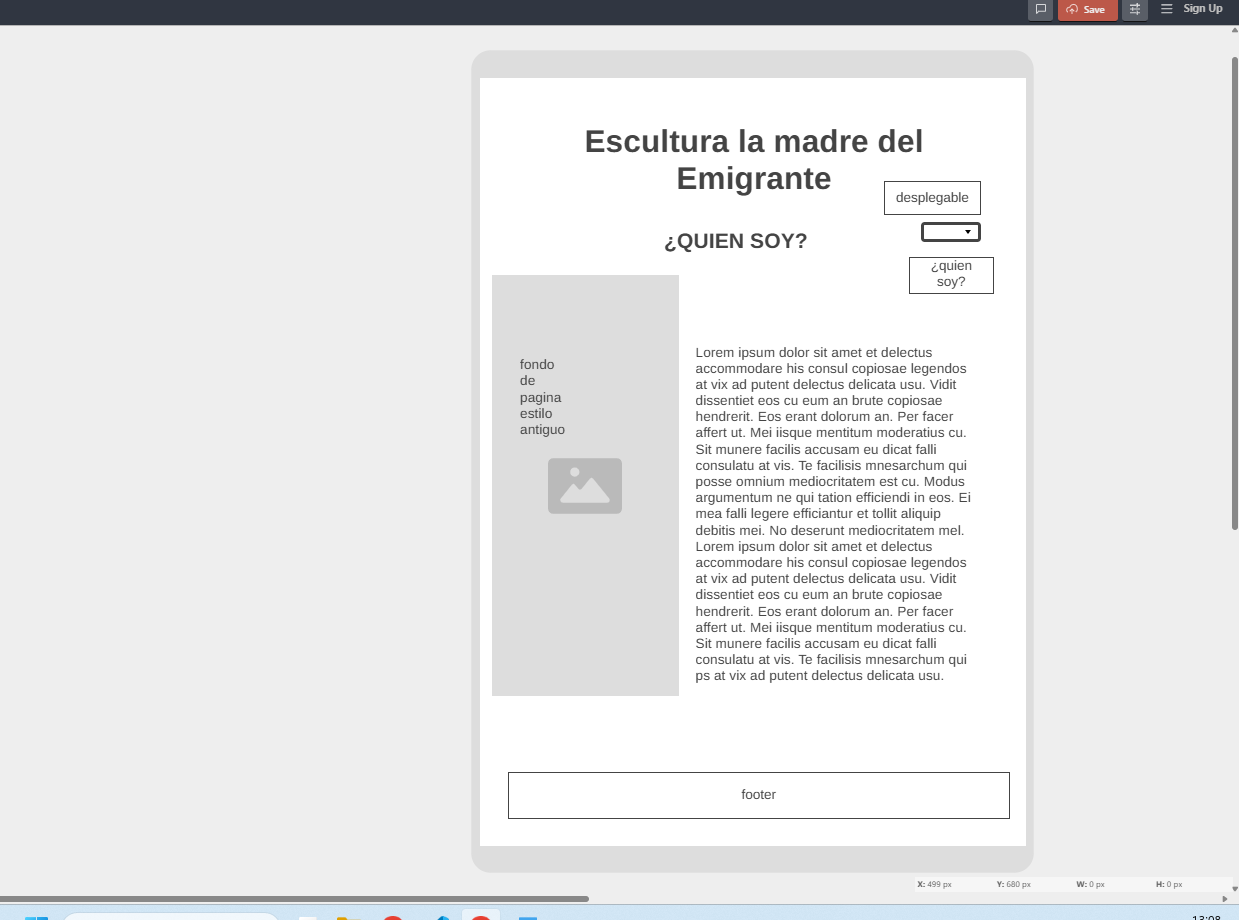 Save
Sign Up
Escultura la madre del
Emigrante
desplegable
¿QUIEN SOY?
¿quien
soy?
fondo
de
pagina
estilo
antiguo
Lorem ipsum dolor sit amet et delectus
accommodare his consul copiosae legendos
at vix ad putent delectus delicata usu. Vidit
dissentiet eos cu eum an brute copiosae
hendrerit. Eos erant dolorum an. Per facer
affert ut. Mei iisque mentitum moderatius cu.
Sit munere facilis accusam eu dicat falli
consulatu at vis. Te facilisis mnesarchum qui
posse omnium mediocritatem est cu. Modus
argumentum ne qui tation efficiendi in eos. Ei
mea falli legere efficiantur et tollit aliquip
debitis mei. No deserunt mediocritatem mel.
Lorem ipsum dolor sit amet et delectus
accommodare his consul copiosae legendos
at vix ad putent delectus delicata usu. Vidit
dissentiet eos cu eum an brute copiosae
hendrerit. Eos erant dolorum an. Per facer
affert ut. Mei iisque mentitum moderatius cu.
Sit munere facilis accusam eu dicat falli
consulatu at vis. Te facilisis mnesarchum qui
ps at vix ad putent delectus delicata usu.
footer
X: 499 px Y: 680 px W: 0 px H: 0 px
13:08